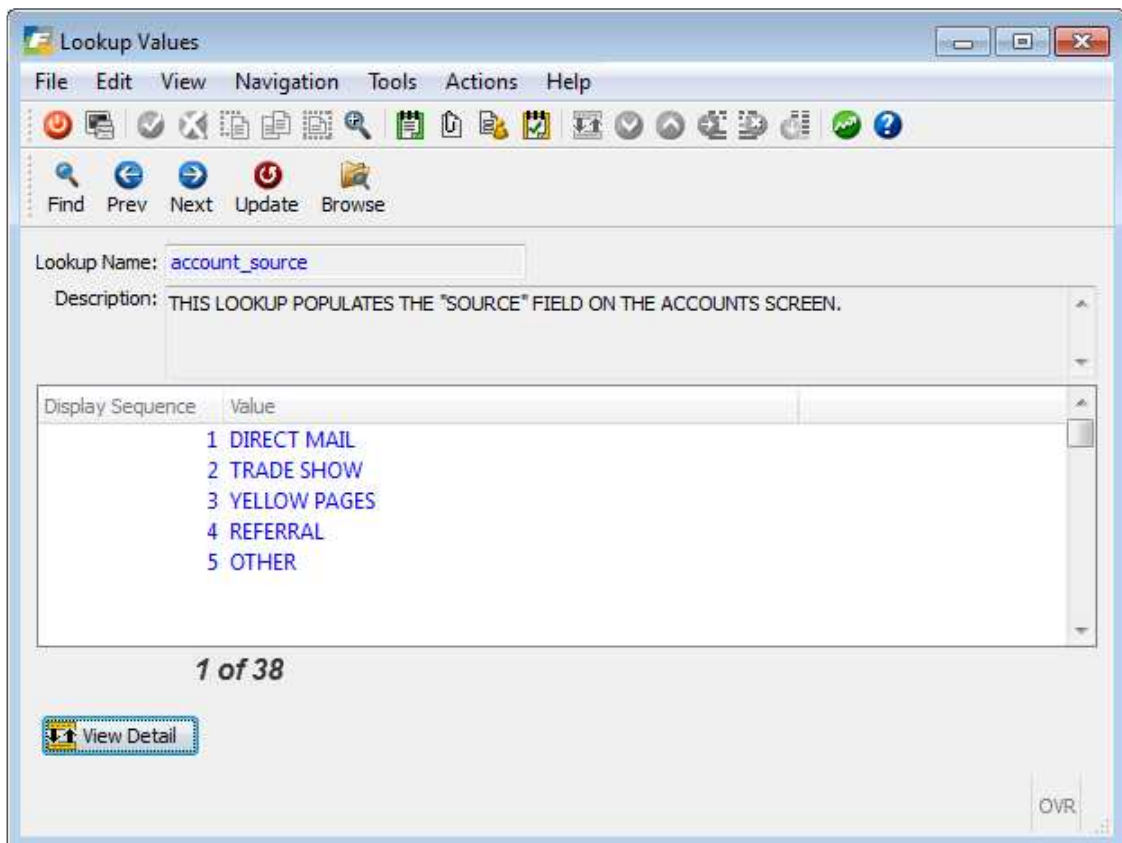 Lookup Values
File Edit View Navigation Tools Actions Help
Find Prev Next Update Browse
Lookup Name: account_source
Description: THIS LOOKUP POPULATES THE "SOURCE" FIELD ON THE ACCOUNTS SCREEN.
Display Sequence Value
1 DIRECT MAIL
2 TRADE SHOW
3 YELLOW PAGES
4 REFERRAL
5 OTHER
1 of 38
View Detail
OVR